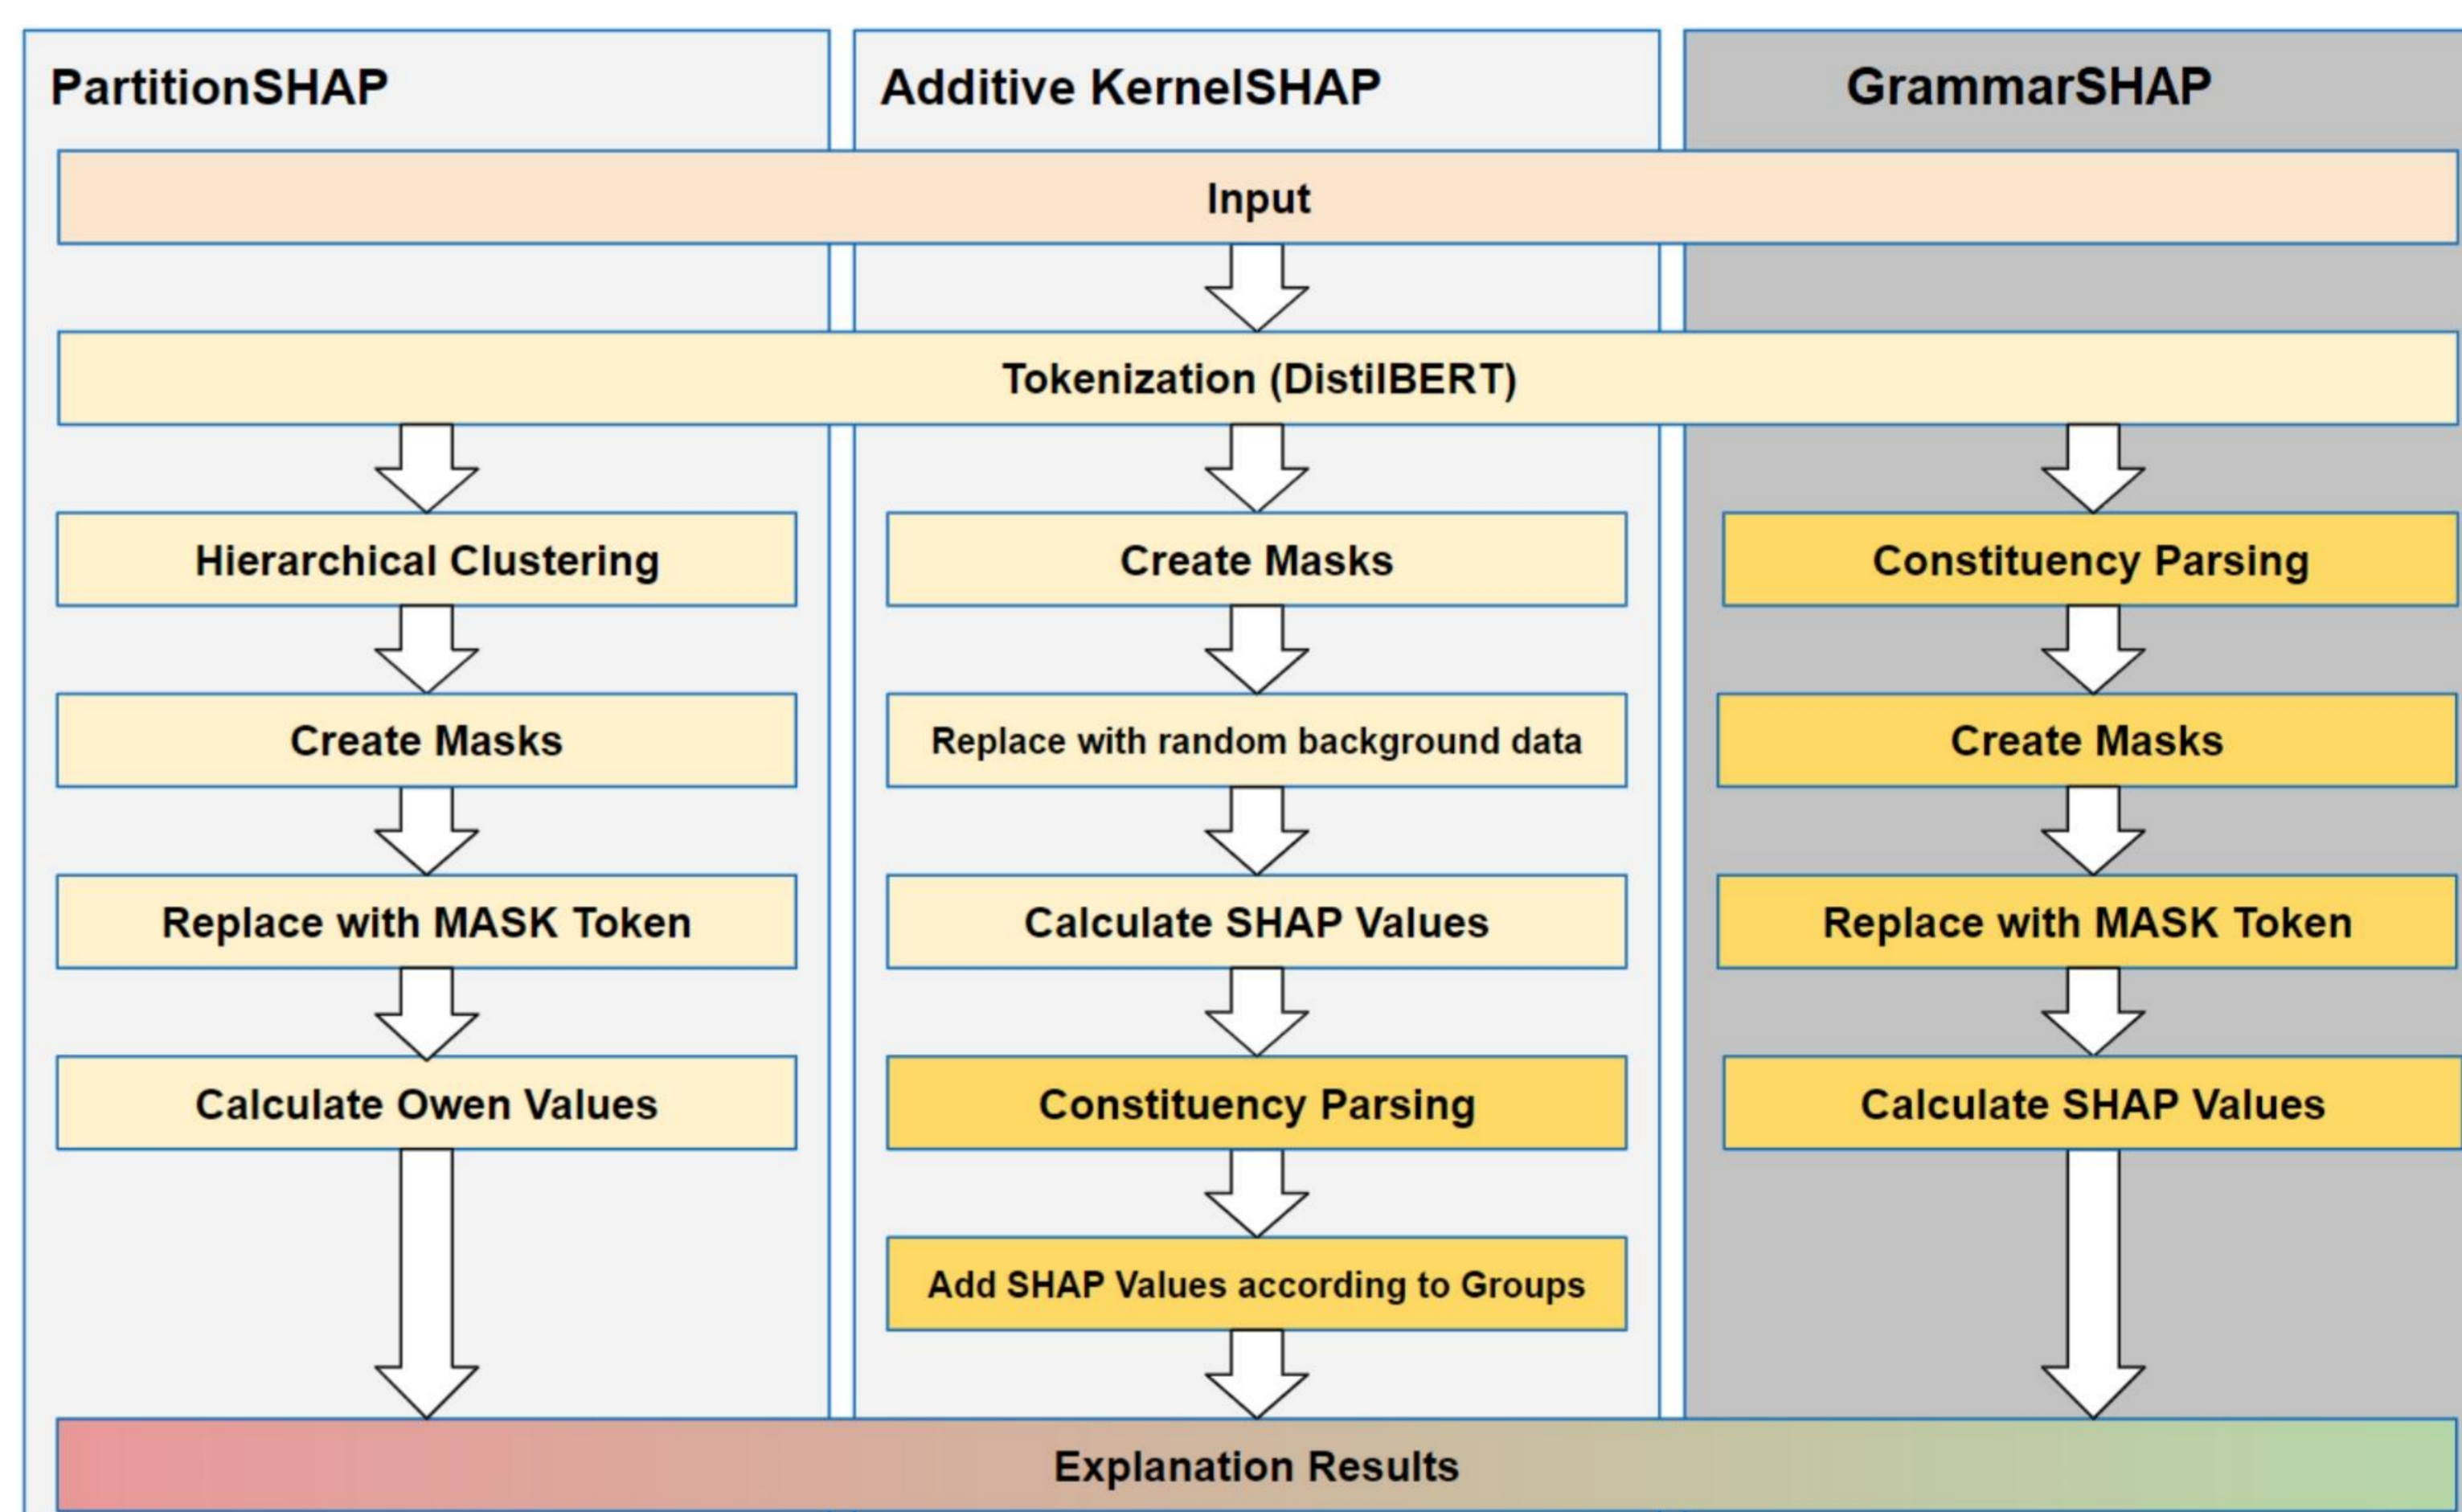 PartitionSHAP
Additive KernelSHAP
GrammarSHAP
Input
Tokenization (DistilBERT)
Hierarchical Clustering
Create Masks
Constituency Parsing
Create Masks
Replace with random background data
Create Masks
Replace with MASK Token
Calculate SHAP Values
Replace with MASK Token
Calculate Owen Values
Constituency Parsing
Calculate SHAP Values
Add SHAP Values according to Groups
Explanation Results